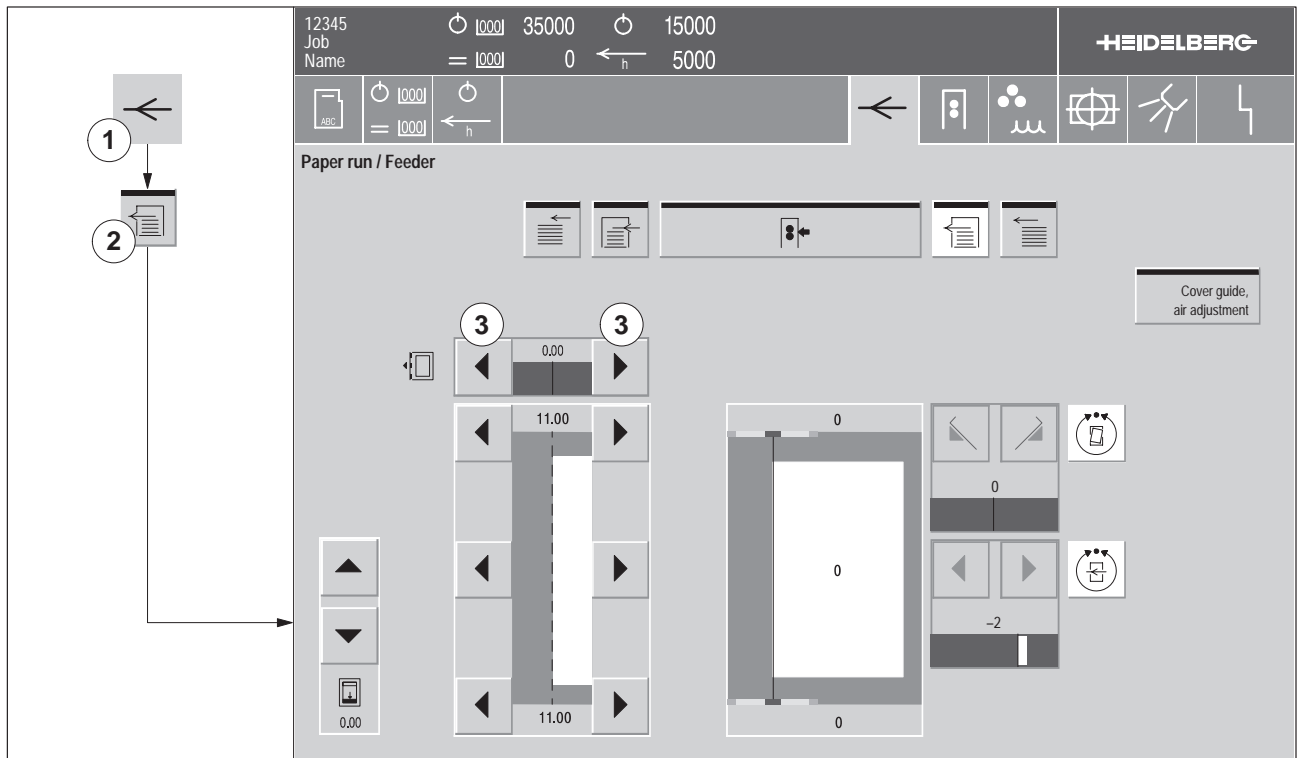 12345
Job
Name
000 35000 15000
= 000 0 h 5000
HEIDELBERG
ABC
000
= 000
h
Paper run / Feeder
1
2
Cover guide,
air adjustment
3 3
0.00
11.00
0
0
0
–2
0.00
11.00
0